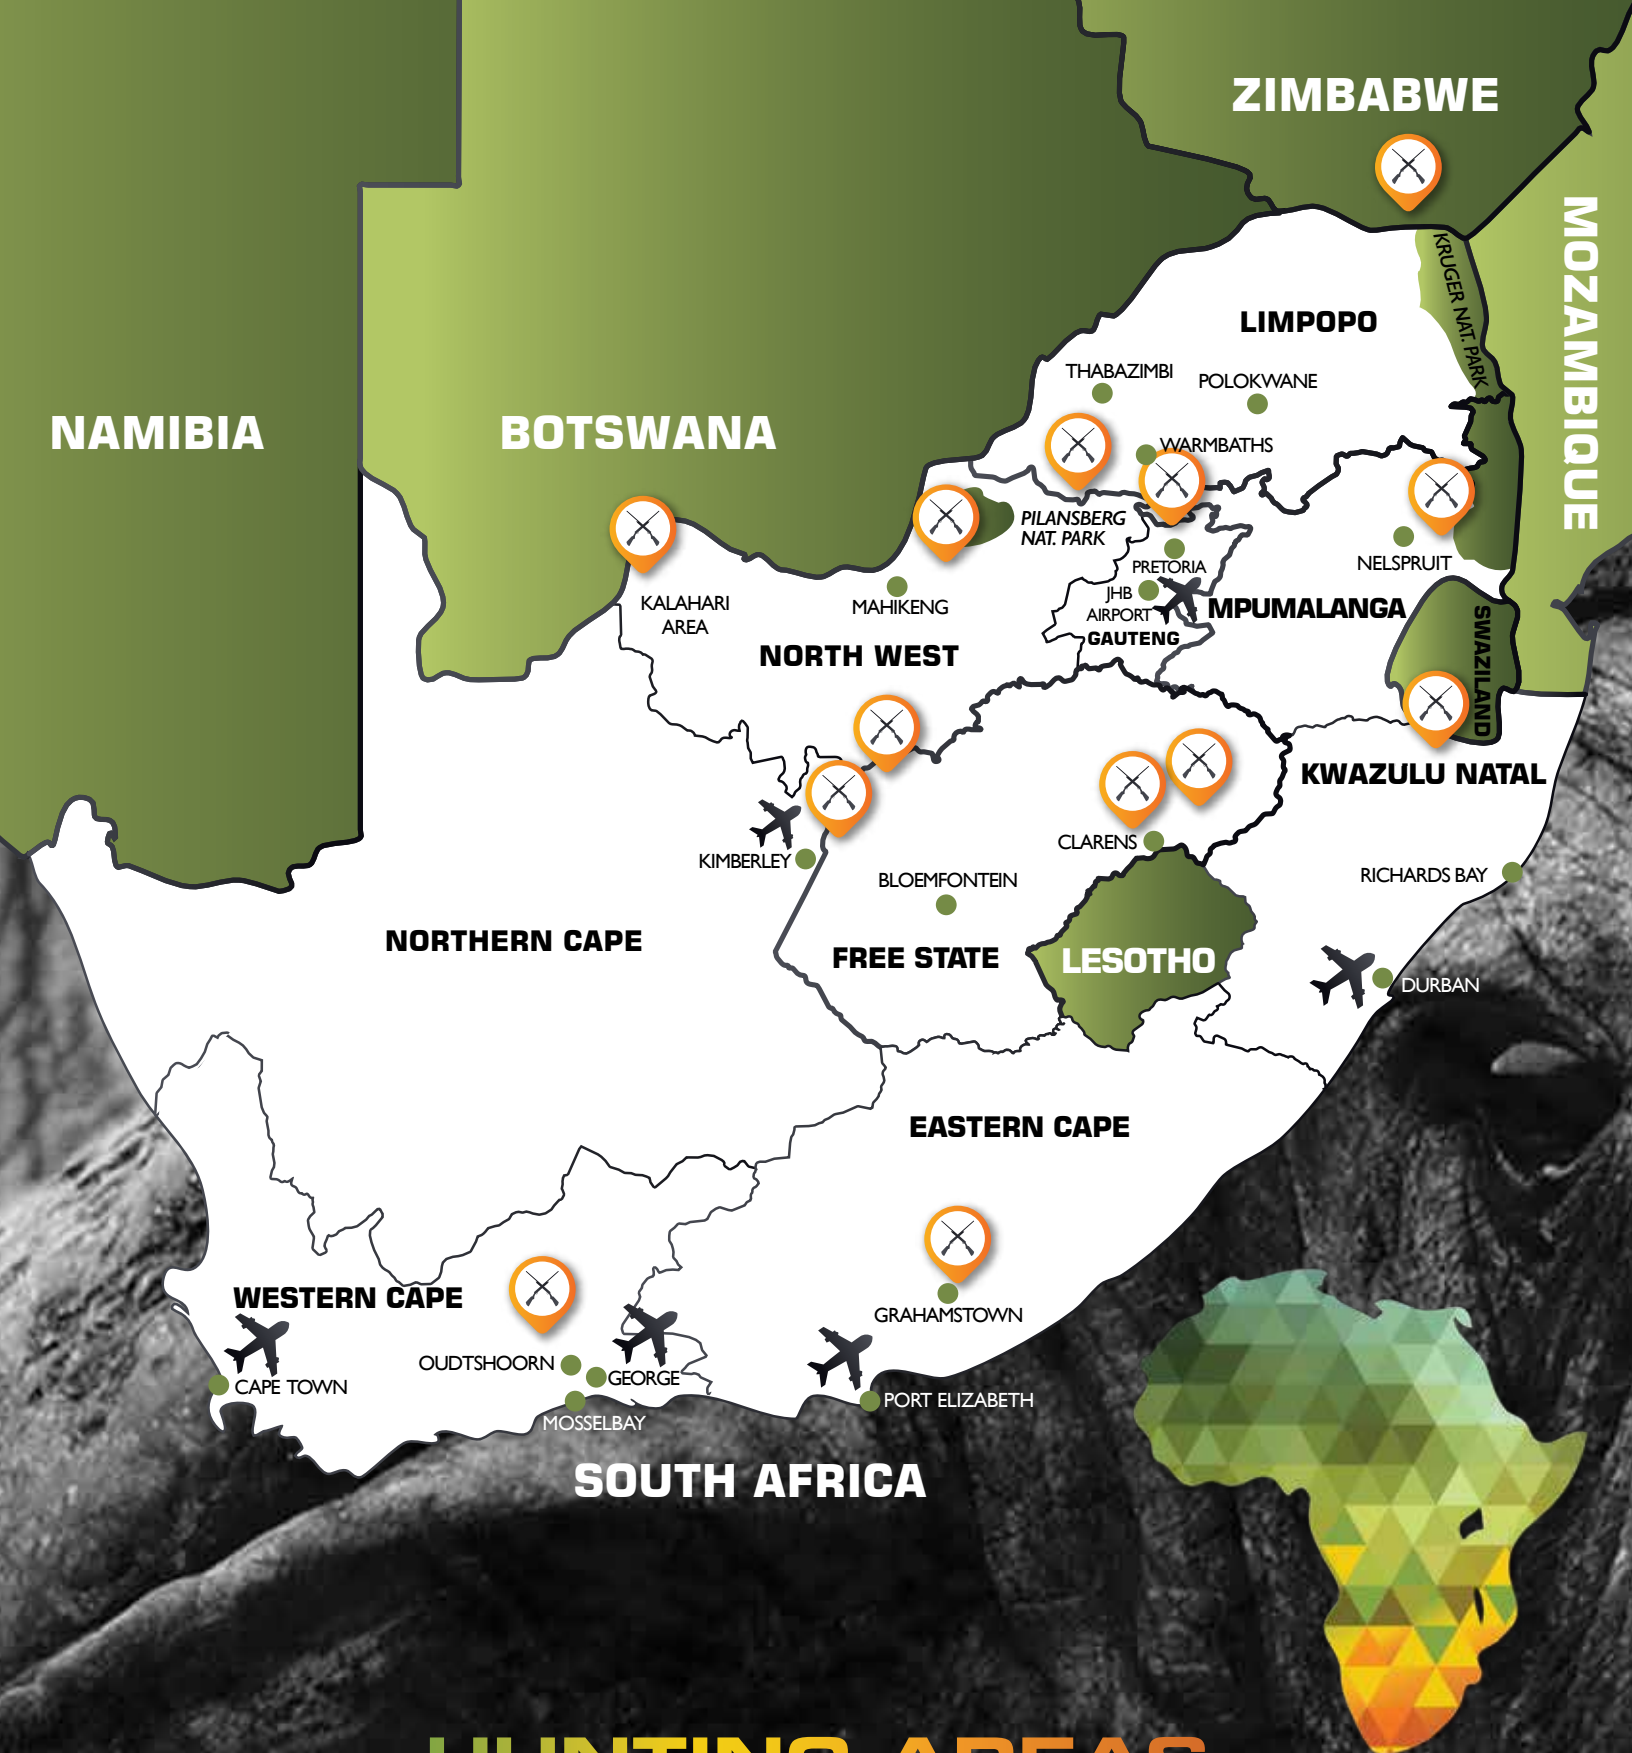 ZIMBABWE
MOZAMBIQUE
KRUGER NAT. PARK
LIMPOPO
THABAZIMBI
POLOKWANE
NAMIBIA
BOTSWANA
WARMBATHS
PILANSBERG
NAT. PARK
NELSPRUIT
PRETORIA
KALAHARI
AREA
MAHIKENG
JHB
AIRPORT
MPUMALANGA
GAUTENG
SWAZILAND
NORTH WEST
KWAZULU NATAL
CLARENS
KIMBERLEY
RICHARDS BAY
BLOEMFONTEIN
NORTHERN CAPE
FREE STATE
LESOTHO
DURBAN
EASTERN CAPE
WESTERN CAPE
GRAHAMSTOWN
OUDTSHOORN
GEORGE
CAPE TOWN
PORT ELIZABETH
MOSSELBAY
SOUTH AFRICA
HUNTING AREAS